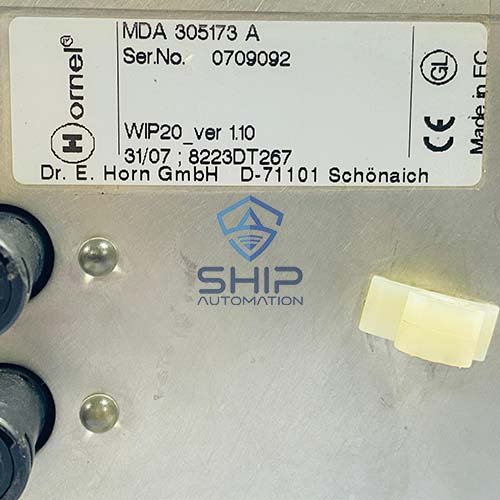 Hornel®
MDA 305173 A
Ser.No. 0709092
WIP20_ver 1.10
31/07 ; 8223DT267
Dr. E. Horn GmbH D-71101 Schönaich
GL
CE
Made in EC
SHIP
AUTOMATION